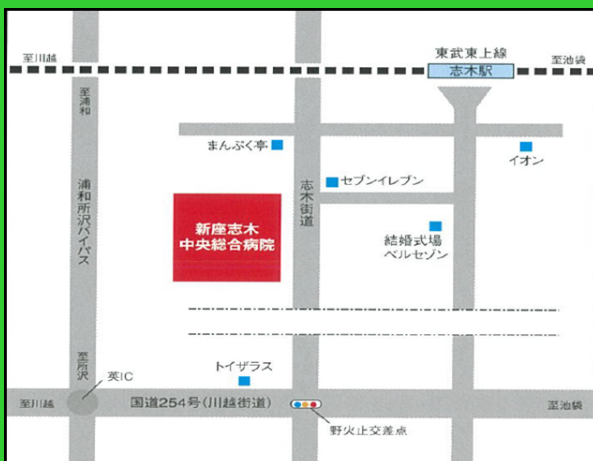 東武東上線
至川越
志木駅
至池袋
至浦和
まんぷく亭
イオン
セブンイレブン
志木街道
浦和所沢バイパス
新座志木
中央総合病院
結婚式場
ベルセゾン
至所沢
トイザラス
英IC
至川越
国道254号(川越街道)
至池袋
野火止交差点